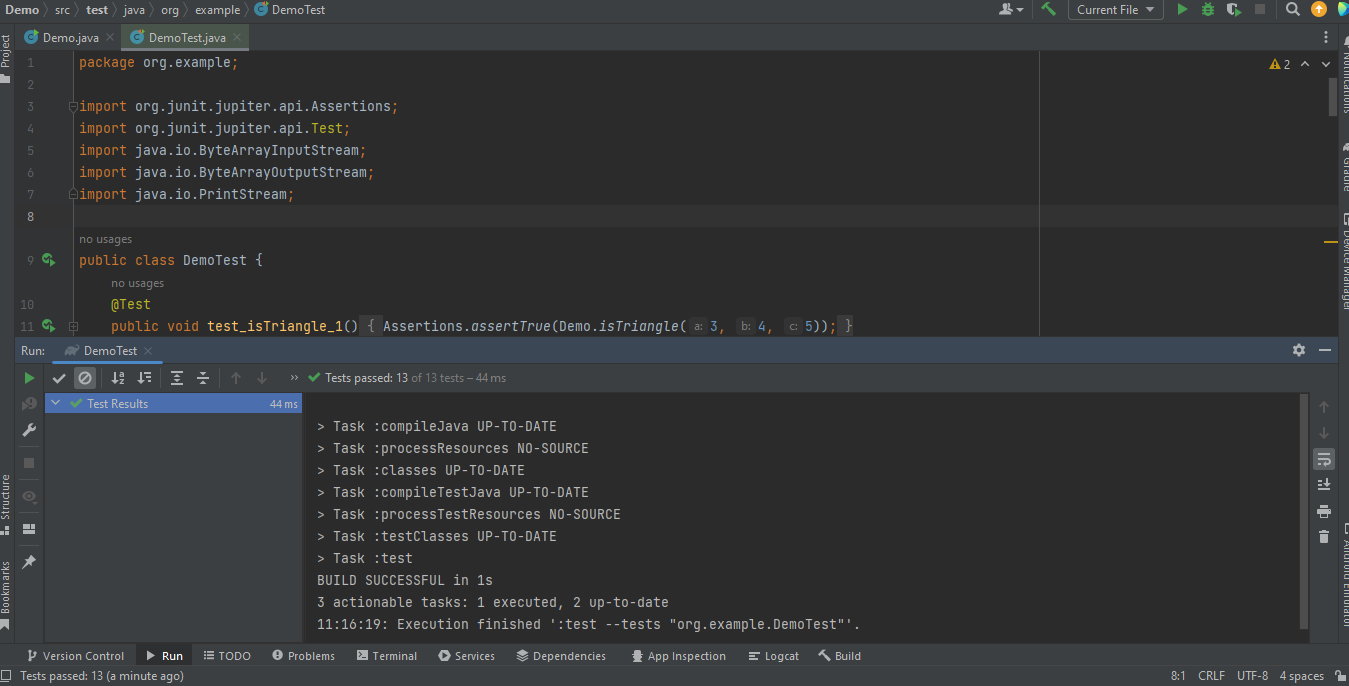 Demo src test java org example DemoTest Current File
Demo.java DemoTest.java
Project
1 package org.example;
2
3 import org.junit.jupiter.api.Assertions;
4 import org.junit.jupiter.api.Test;
5 import java.io.ByteArrayInputStream;
6 import java.io.ByteArrayOutputStream;
7 import java.io.PrintStream;
8
no usages
9 public class DemoTest {
no usages
10 @Test
11 public void test_isTriangle_1() { Assertions.assertTrue(Demo.isTriangle( a: 3, b: 4, c: 5)); }
2
Notifications
Gradle
Device Manager
Run: DemoTest
Tests passed: 13 of 13 tests – 44 ms
Test Results 44 ms
> Task :compileJava UP-TO-DATE
> Task :processResources NO-SOURCE
> Task :classes UP-TO-DATE
> Task :compileTestJava UP-TO-DATE
> Task :processTestResources NO-SOURCE
> Task :testClasses UP-TO-DATE
> Task :test
BUILD SUCCESSFUL in 1s
3 actionable tasks: 1 executed, 2 up-to-date
11:16:19: Execution finished ':test --tests "org.example.DemoTest"'.
Structure
Bookmarks
Version Control Run TODO Problems Terminal Services Dependencies App Inspection Logcat Build
Tests passed: 13 (a minute ago) 8:1 CRLF UTF-8 4 spaces